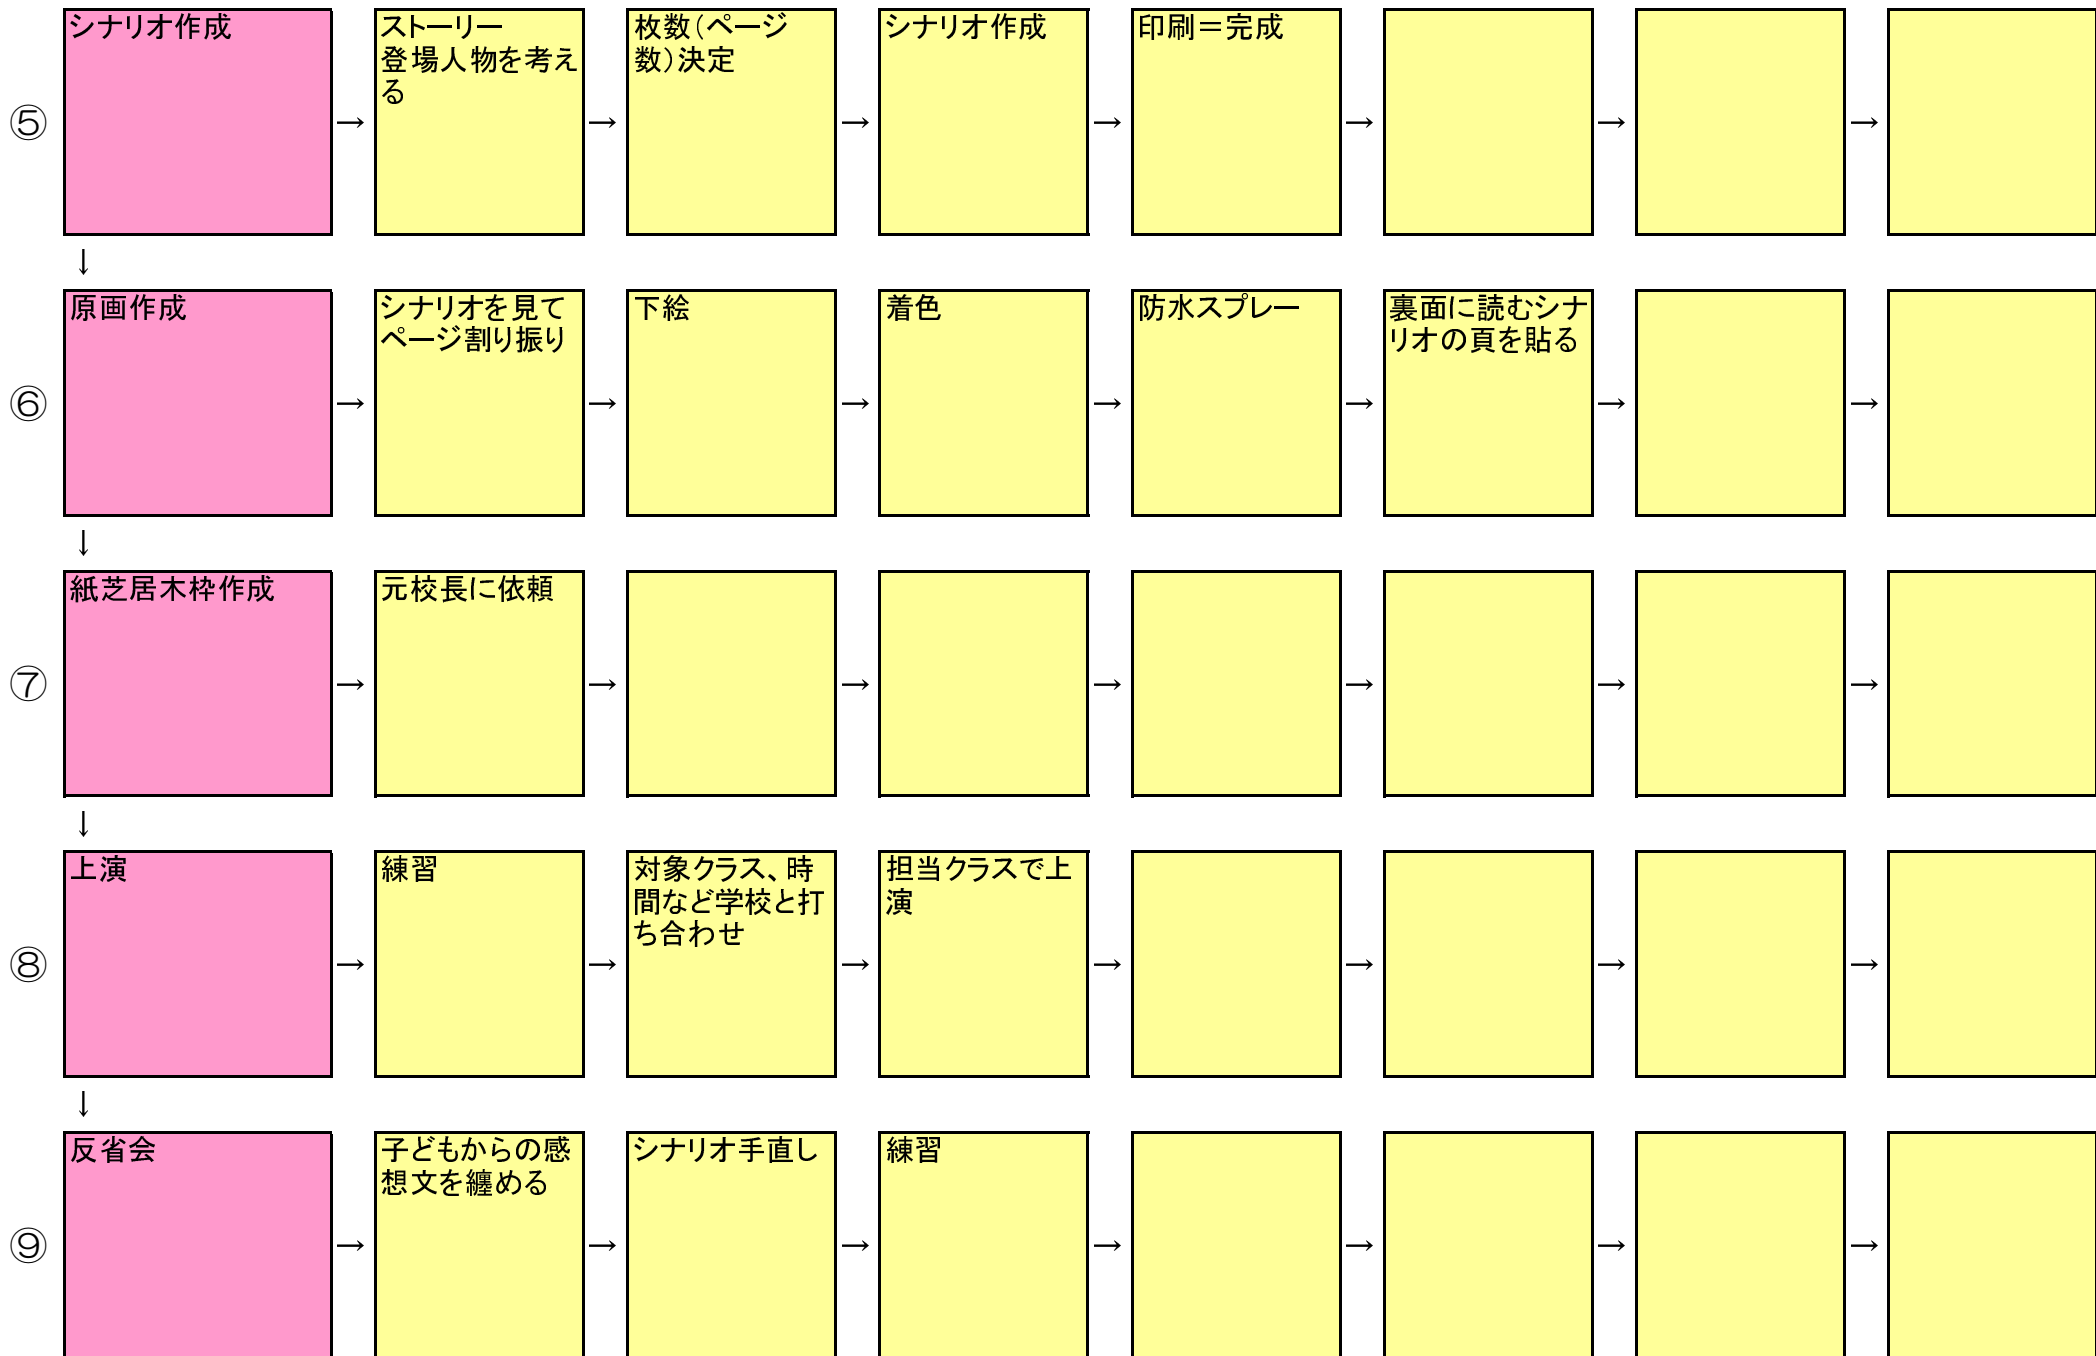 ⑤
シナリオ作成
→
ストーリー
登場人物を考え
る
→
枚数（ページ
数）決定
→
シナリオ作成
→
印刷＝完成
→
→
→
↓
⑥
原画作成
→
シナリオを見て
ページ割り振り
→
下絵
→
着色
→
防水スプレー
→
裏面に読むシナ
リオの頁を貼る
→
→
↓
⑦
紙芝居木枠作成
→
元校長に依頼
→
→
→
→
→
→
↓
⑧
上演
→
練習
→
対象クラス、時
間など学校と打
ち合わせ
→
担当クラスで上
演
→
→
→
→
↓
⑨
反省会
→
子どもからの感
想文を纏める
→
シナリオ手直し
→
練習
→
→
→
→